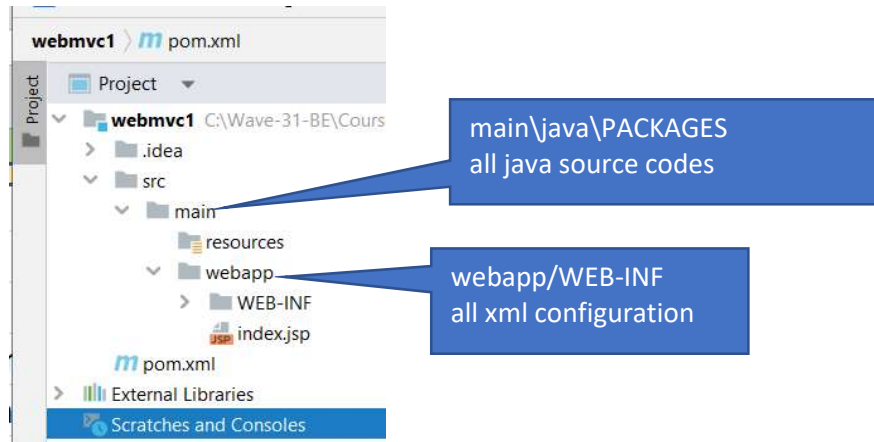 webmvc1 m pom.xml
Project
Project
webmvc1 C:\Wave-31-BE\Cours
.idea
src
main
resources
webapp
WEB-INF
JSP index.jsp
m pom.xml
External Libraries
Scratches and Consoles
main\java\PACKAGES
all java source codes
webapp/WEB-INF
all xml configuration